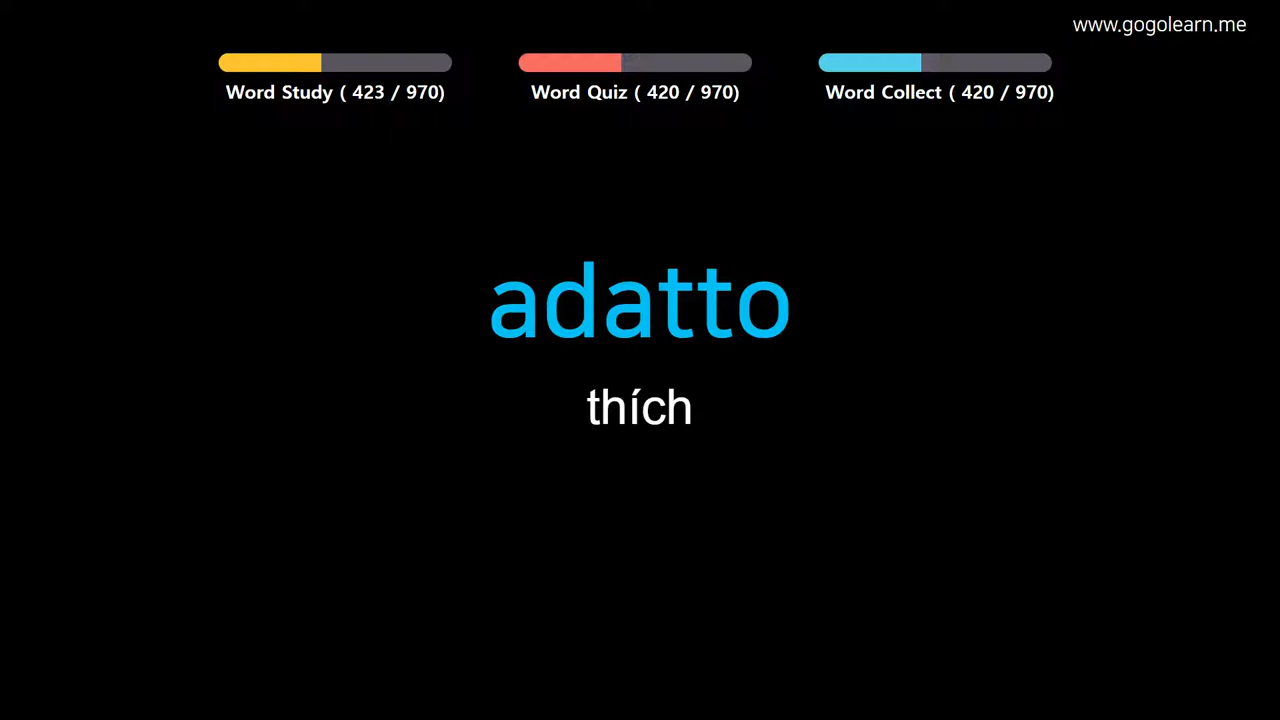 www.gogolearn.me
Word Study ( 423 / 970)
Word Quiz ( 420 / 970)
Word Collect ( 420 / 970)
adatto
thích